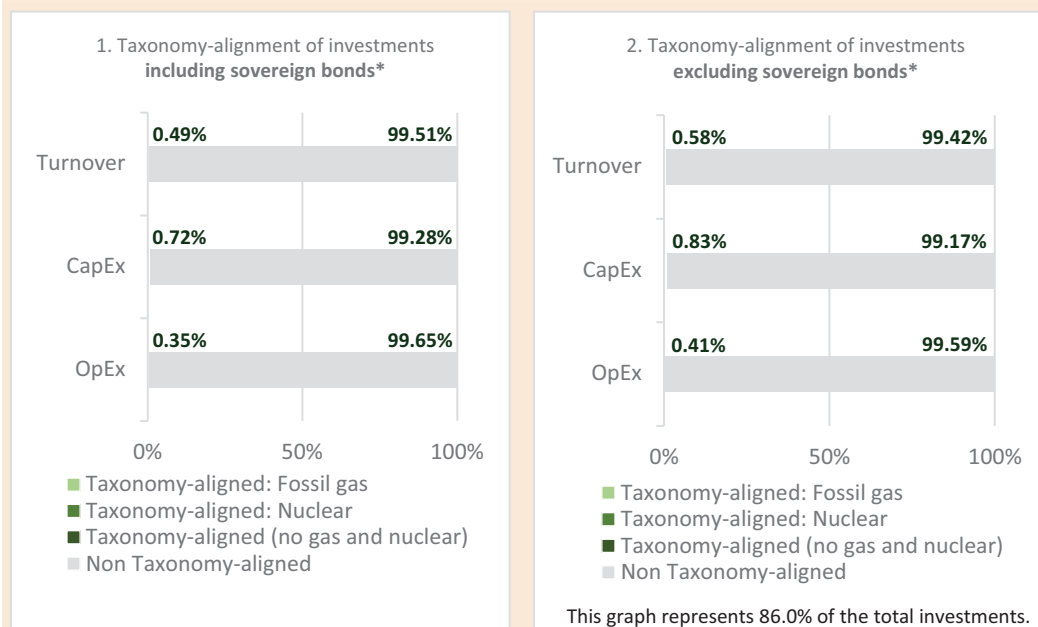 1. Taxonomy-alignment of investments
including sovereign bonds*
0.49% 99.51%
Turnover
0.72% 99.28%
CapEx
0.35% 99.65%
OpEx
0% 50% 100%
Taxonomy-aligned: Fossil gas
Taxonomy-aligned: Nuclear
Taxonomy-aligned (no gas and nuclear)
Non Taxonomy-aligned
2. Taxonomy-alignment of investments
excluding sovereign bonds*
0.58% 99.42%
Turnover
0.83% 99.17%
CapEx
0.41% 99.59%
OpEx
0% 50% 100%
Taxonomy-aligned: Fossil gas
Taxonomy-aligned: Nuclear
Taxonomy-aligned (no gas and nuclear)
Non Taxonomy-aligned
This graph represents 86.0% of the total investments.